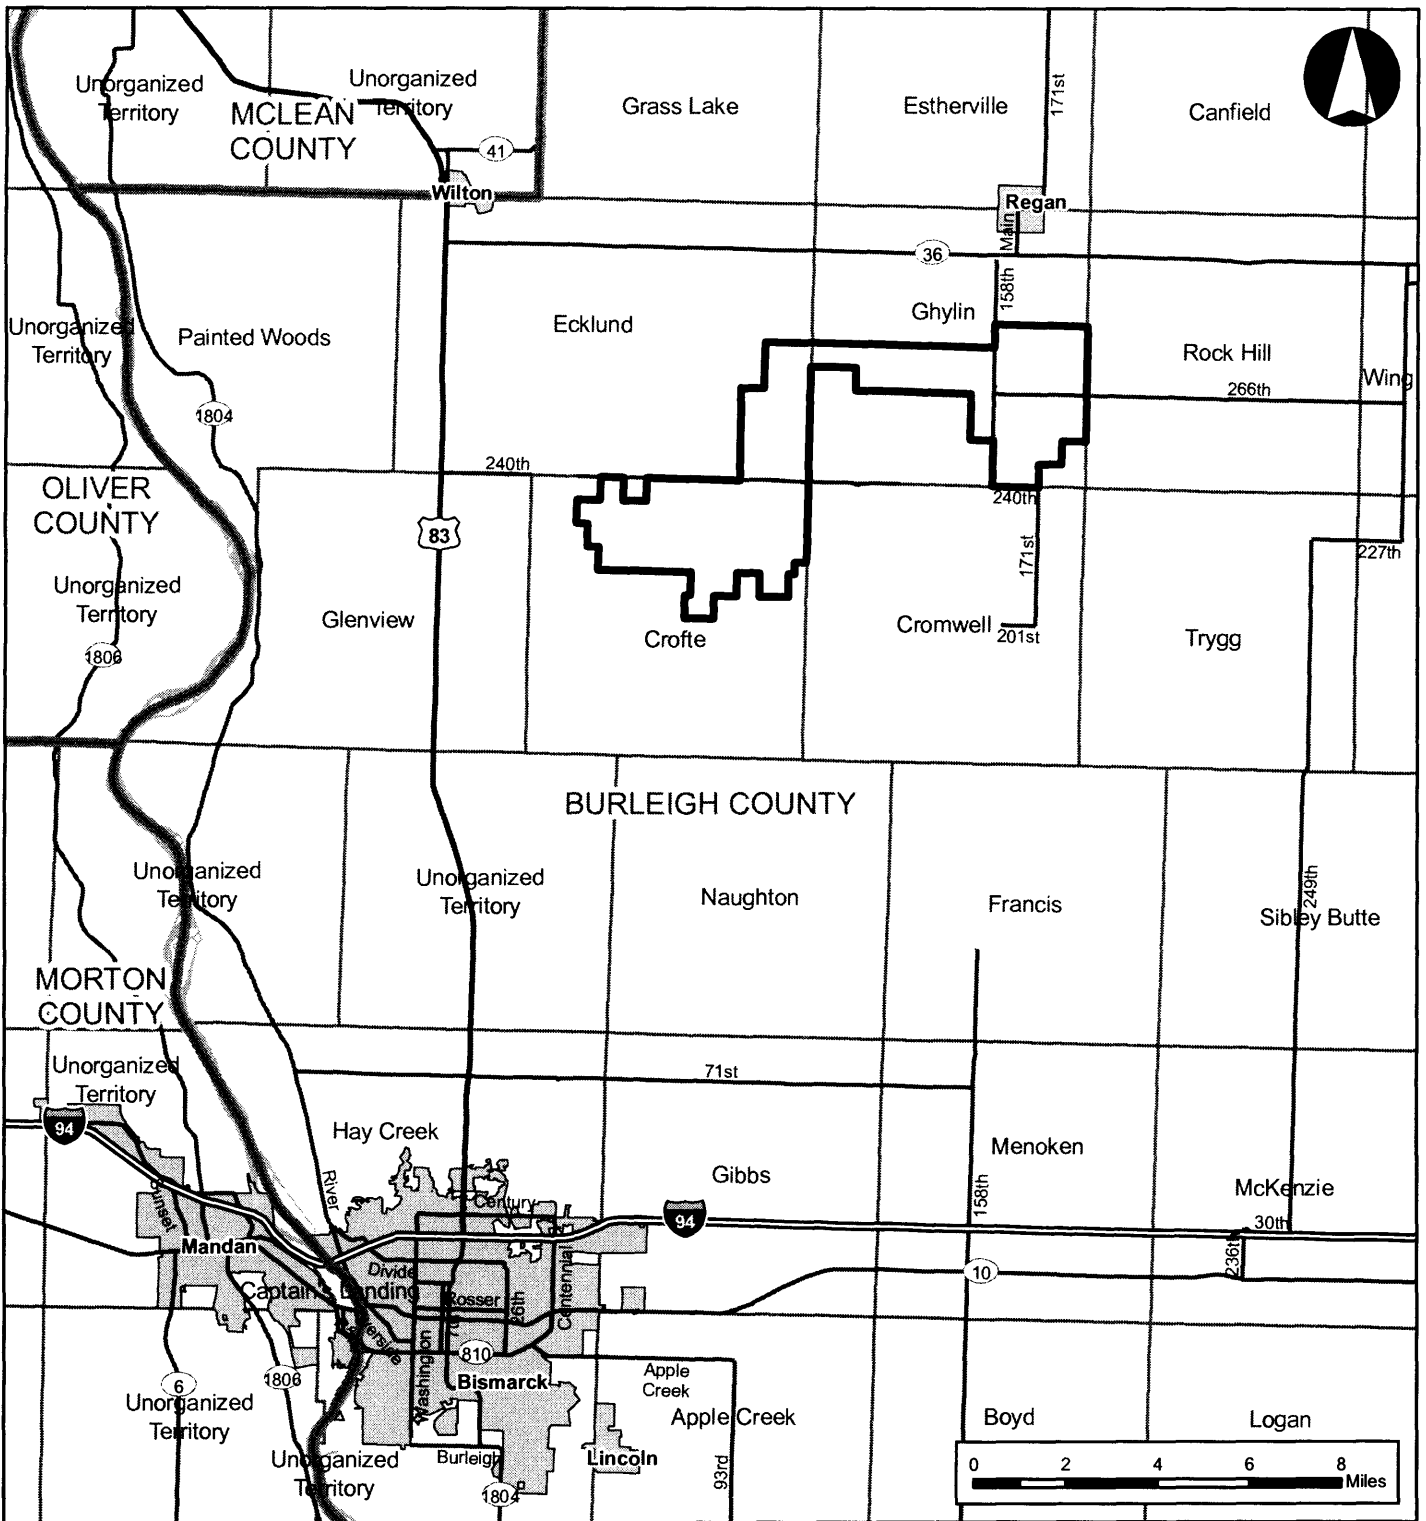 Unorganized
Territory
Unorganized
Territory
MCLEAN
COUNTY
41
Wilton
Grass Lake
Estherville
171st
Canfield
Regan
Main
36
158th
Unorganized
Territory
Painted Woods
Ecklund
Ghylin
Rock Hill
Wing
266th
1804
240th
OLIVER
COUNTY
83
240th
171st
227th
Unorganized
Territory
Glenview
Crofte
Cromwell
201st
Trygg
1806
BURLEIGH COUNTY
Unorganized
Territory
Unorganized
Territory
Naughton
Francis
249th
Sibley Butte
MORTON
COUNTY
Unorganized
Territory
71st
94
Hay Creek
Gibbs
Menoken
McKenzie
River
Sunset
Century
94
158th
30th
236th
Mandan
Divide
Centennial
10
Captain's Landing
Rosser
26th
7th
Washington
810
Apple
Creek
6
1806
Bismarck
Unorganized
Territory
Apple Creek
Boyd
Logan
Unorganized
Territory
Burleigh
Lincoln
93rd
1804
0 2 4 6 8
Miles